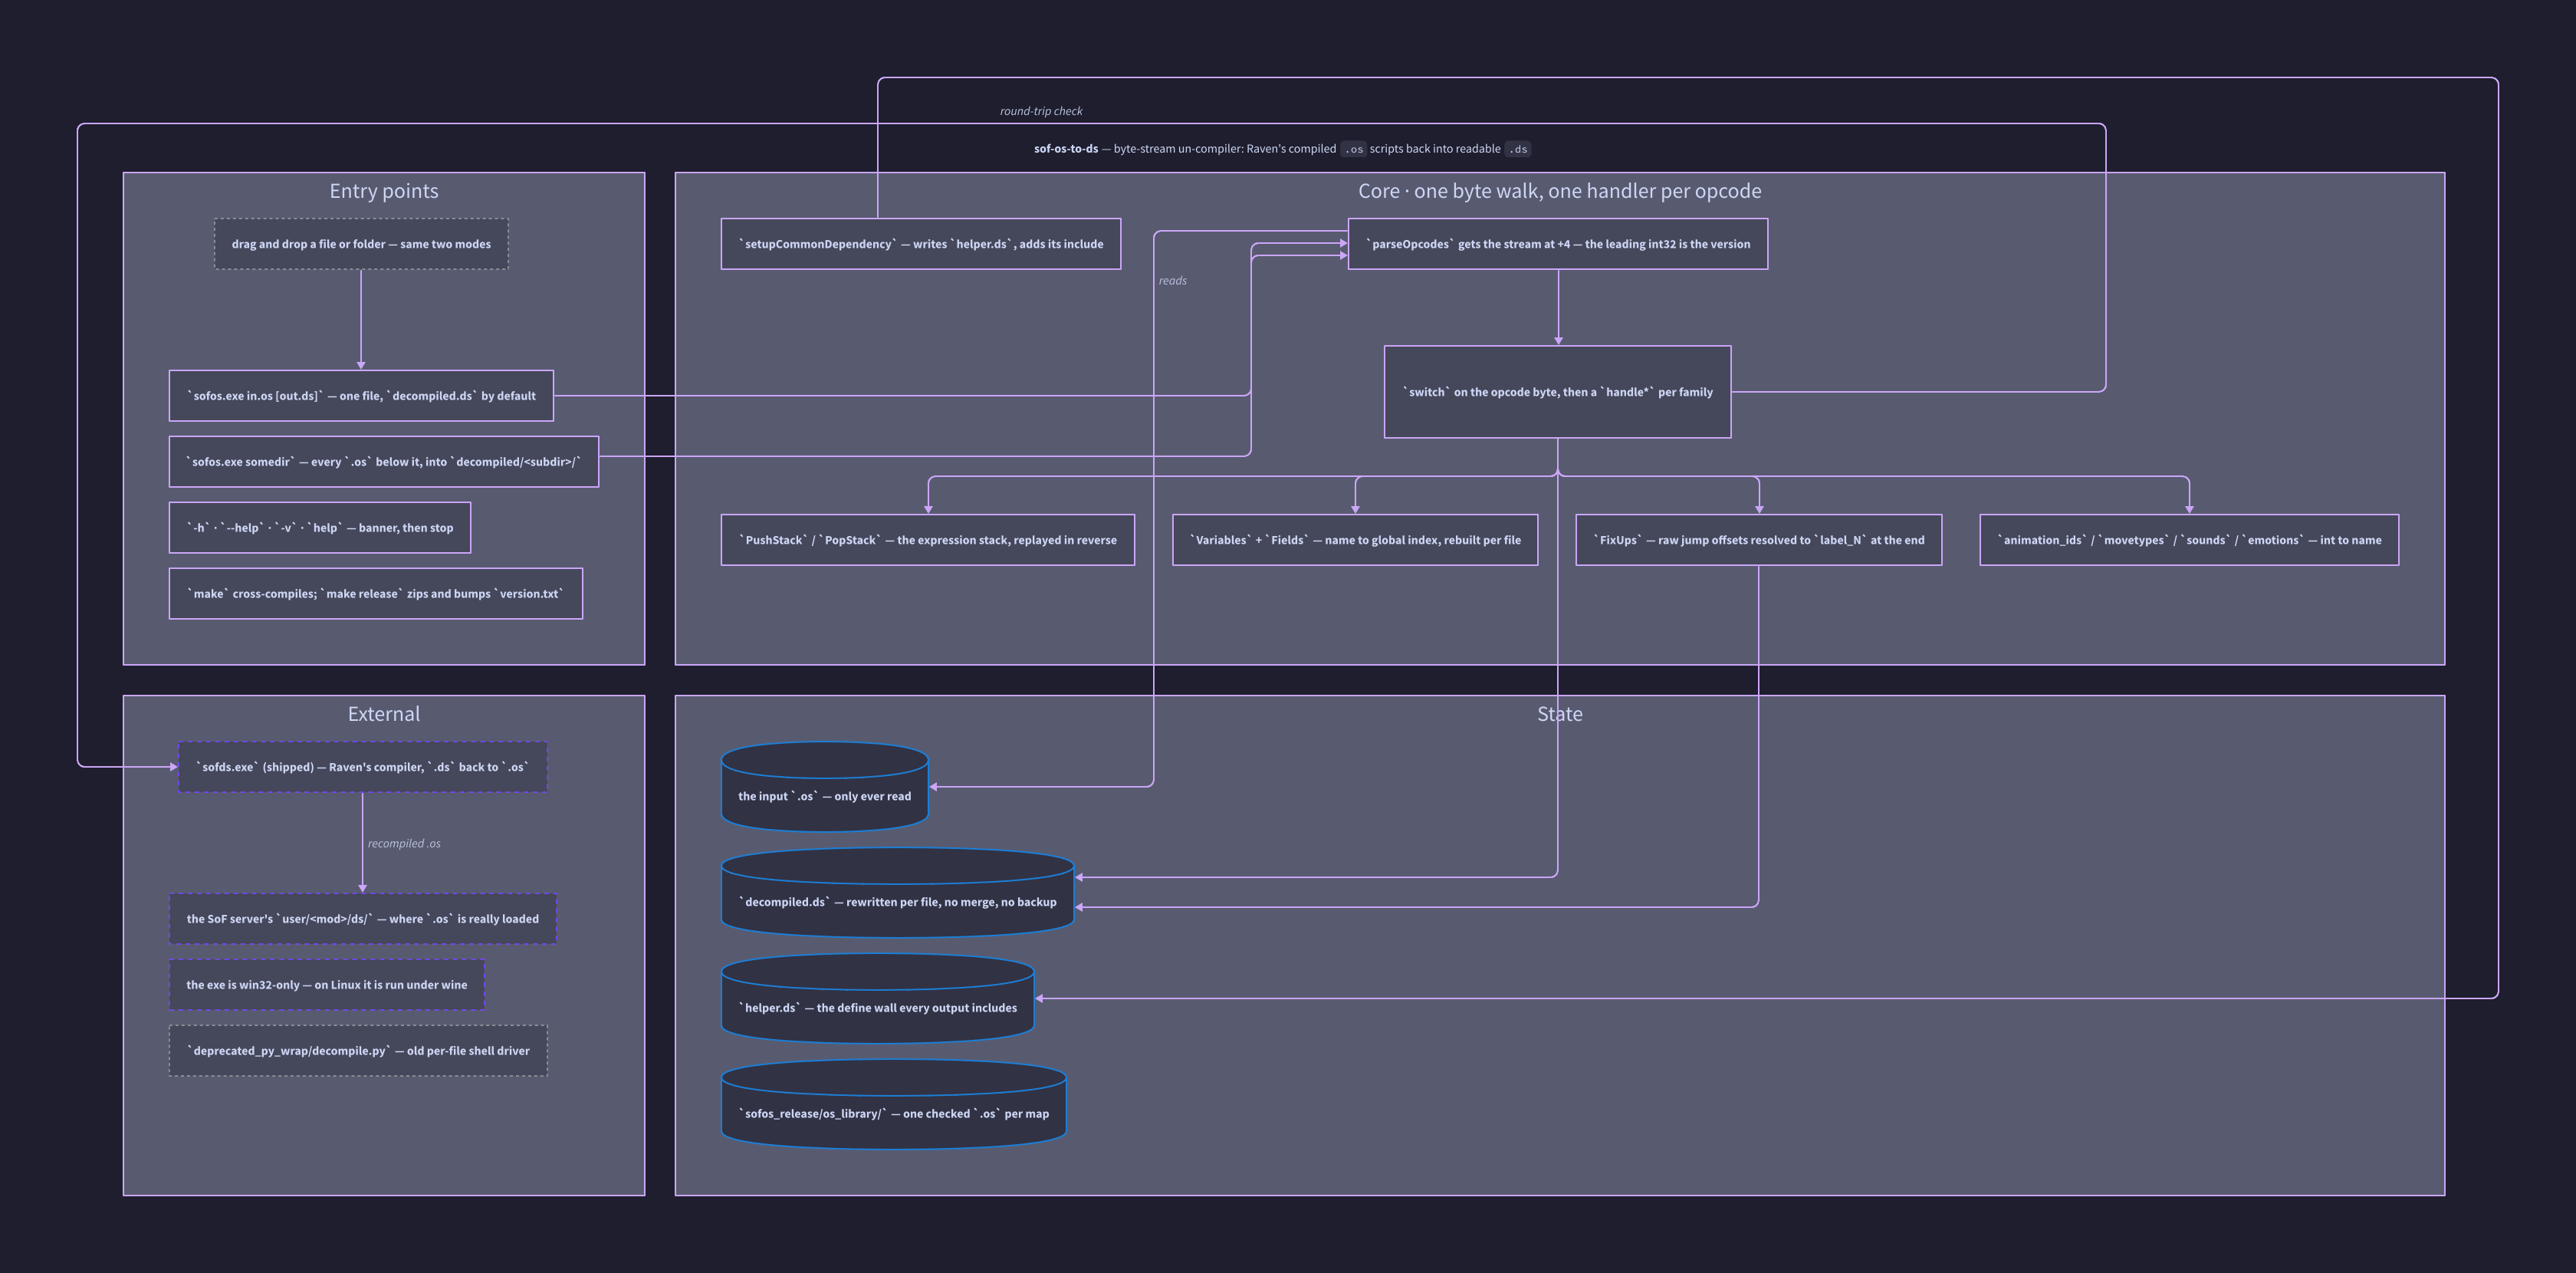 round-trip check
sof-os-to-ds — byte-stream un-compiler: Raven's compiled .os scripts back into readable .ds
Entry points
drag and drop a file or folder — same two modes
`sofos.exe in.os [out.ds]` — one file, `decompiled.ds` by default
`sofos.exe somedir` — every `.os` below it, into `decompiled/<subdir>/`
`-h` · `--help` · `-v` · `help` — banner, then stop
`make` cross-compiles; `make release` zips and bumps `version.txt`
Core · one byte walk, one handler per opcode
`setupCommonDependency` — writes `helper.ds`, adds its include
`parseOpcodes` gets the stream at +4 — the leading int32 is the version
reads
`switch` on the opcode byte, then a `handle*` per family
`PushStack` / `PopStack` — the expression stack, replayed in reverse
`Variables` + `Fields` — name to global index, rebuilt per file
`FixUps` — raw jump offsets resolved to `label_N` at the end
`animation_ids` / `movetypes` / `sounds` / `emotions` — int to name
External
`sofds.exe` (shipped) — Raven's compiler, `.ds` back to `.os`
recompiled .os
the SoF server's `user/<mod>/ds/` — where `.os` is really loaded
the exe is win32-only — on Linux it is run under wine
`deprecated_py_wrap/decompile.py` — old per-file shell driver
State
the input `.os` — only ever read
`decompiled.ds` — rewritten per file, no merge, no backup
`helper.ds` — the define wall every output includes
`sofos_release/os_library/` — one checked `.os` per map